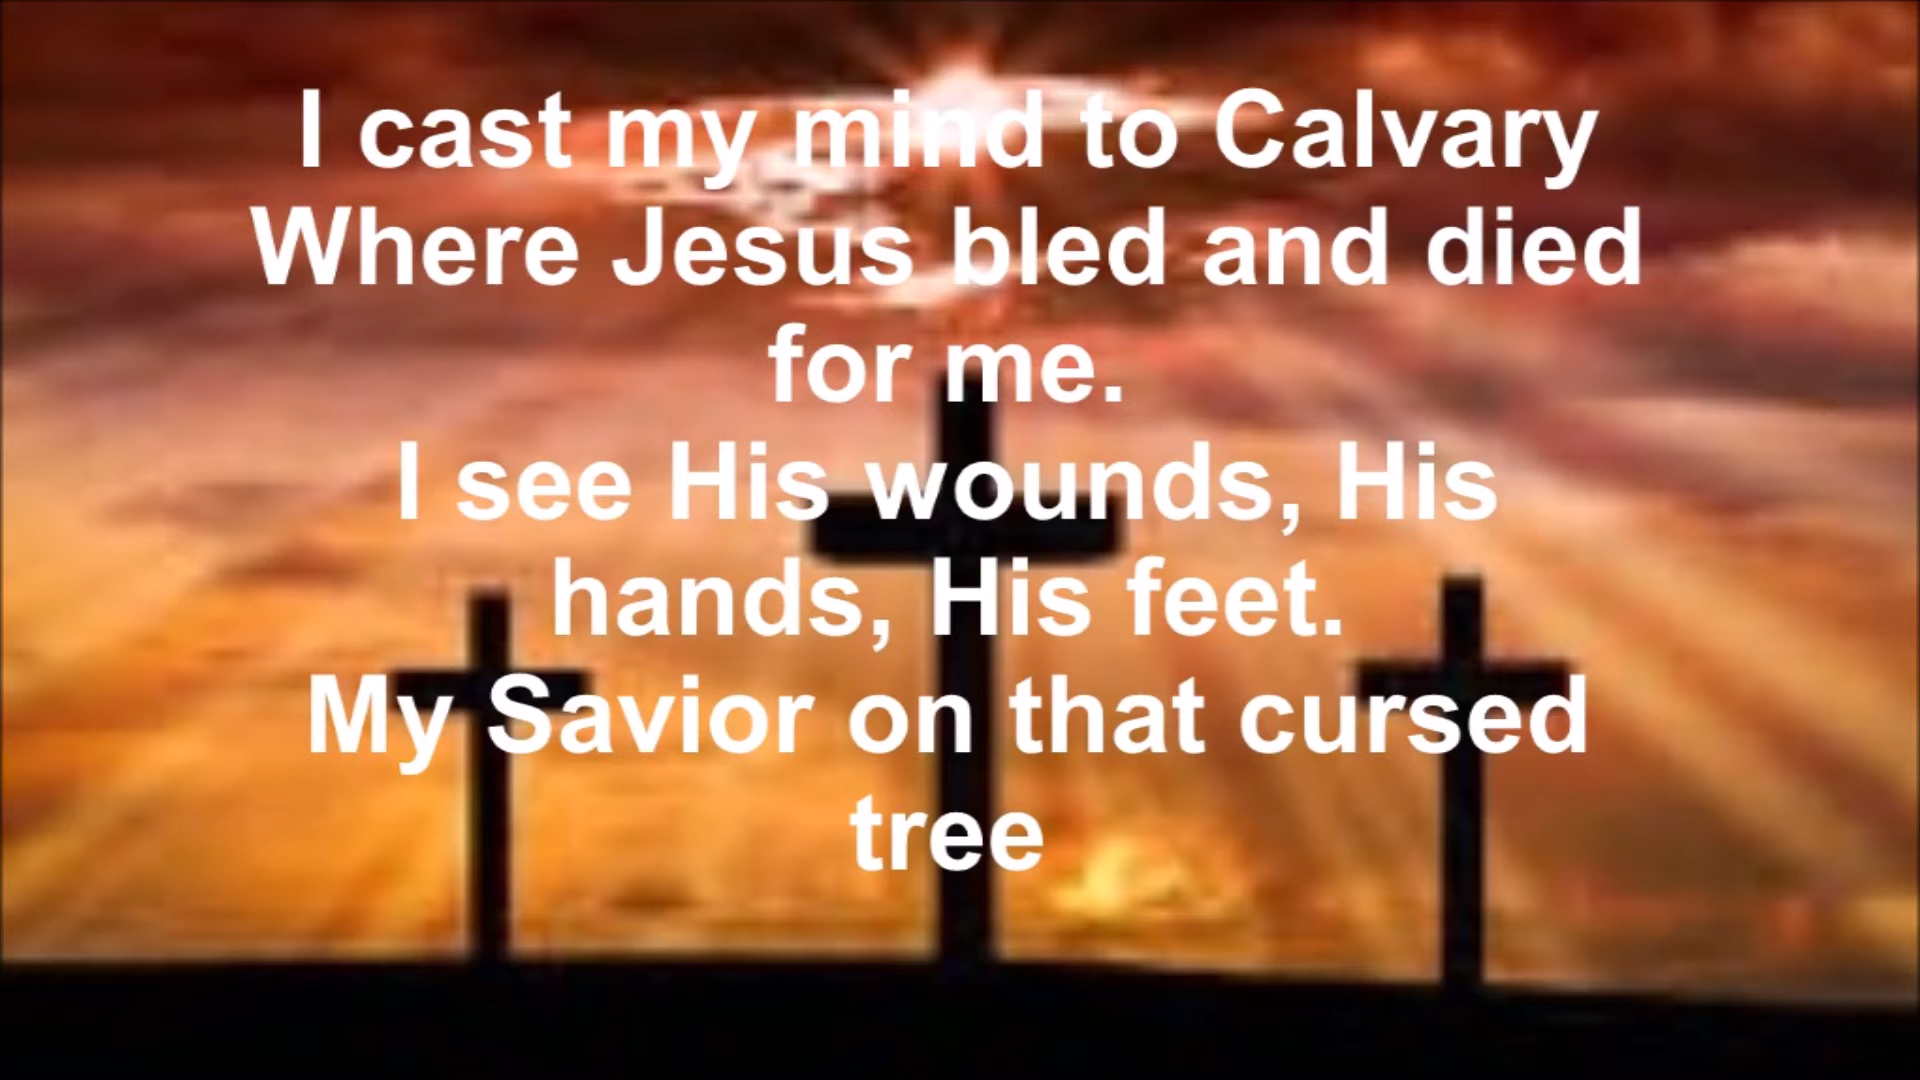 I cast my mind to Calvary
Where Jesus bled and died
for me.
I see His wounds, His
hands, His feet.
My Savior on that cursed
tree